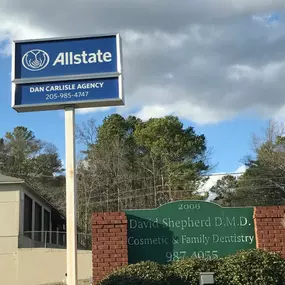 Allstate
DAN CARLISLE AGENCY
205-985-4747
2006
David Shepherd D.M.D.
Cosmetic & Family Dentistry
987-4055